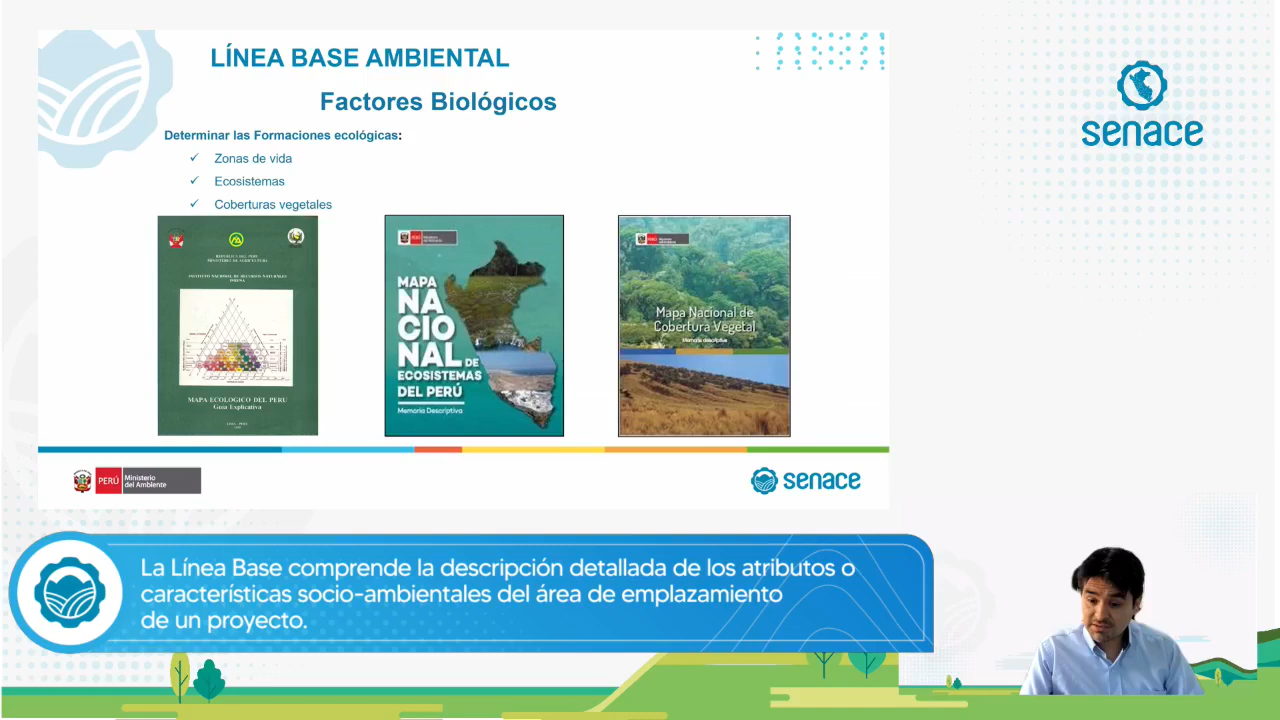 LÍNEA BASE AMBIENTAL
Factores Biológicos
Determinar las Formaciones ecológicas:
Zonas de vida
Ecosistemas
Coberturas vegetales
REPUBLICA DEL PERU
MINISTERIO DE AGRICULTURA
INSTITUTO NACIONAL DE RECURSOS NATURALES
INRENA
MAPA ECOLOGICO DEL PERU
Guía Explicativa
LIMA - PERU
PERÚ
MAPA
NA
CIO
NAL DE
ECOSISTEMAS
DEL PERÚ
Memoria Descriptiva
PERÚ
Mapa Nacional de
Cobertura Vegetal
Memoria descriptiva
PERÚ
Ministerio
del Ambiente
senace
senace
La Línea Base comprende la descripción detallada de los atributos o
características socio-ambientales del área de emplazamiento
de un proyecto.